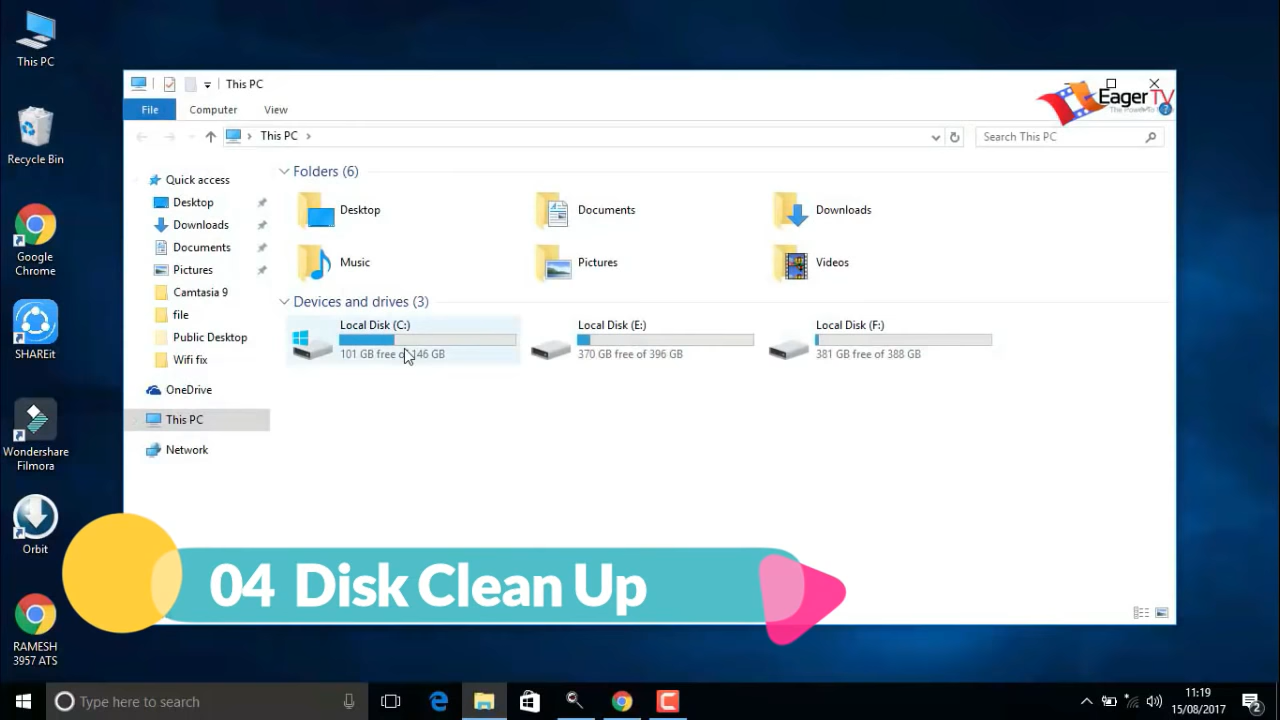 This PC
Recycle Bin
Google
Chrome
SHAREit
Wondershare
Filmora
Orbit
RAMESH
3957 ATS
This PC
EagerTV
File
Computer
View
This PC
Search This PC
Quick access
Desktop
Downloads
Documents
Pictures
Camtasia 9
file
Public Desktop
Wifi fix
OneDrive
This PC
Network
Folders (6)
Desktop
Documents
Downloads
Music
Pictures
Videos
Devices and drives (3)
Local Disk (C:)
101 GB free of 146 GB
Local Disk (E:)
370 GB free of 396 GB
Local Disk (F:)
381 GB free of 388 GB
04 Disk Clean Up
Type here to search
11:19
15/08/2017
2